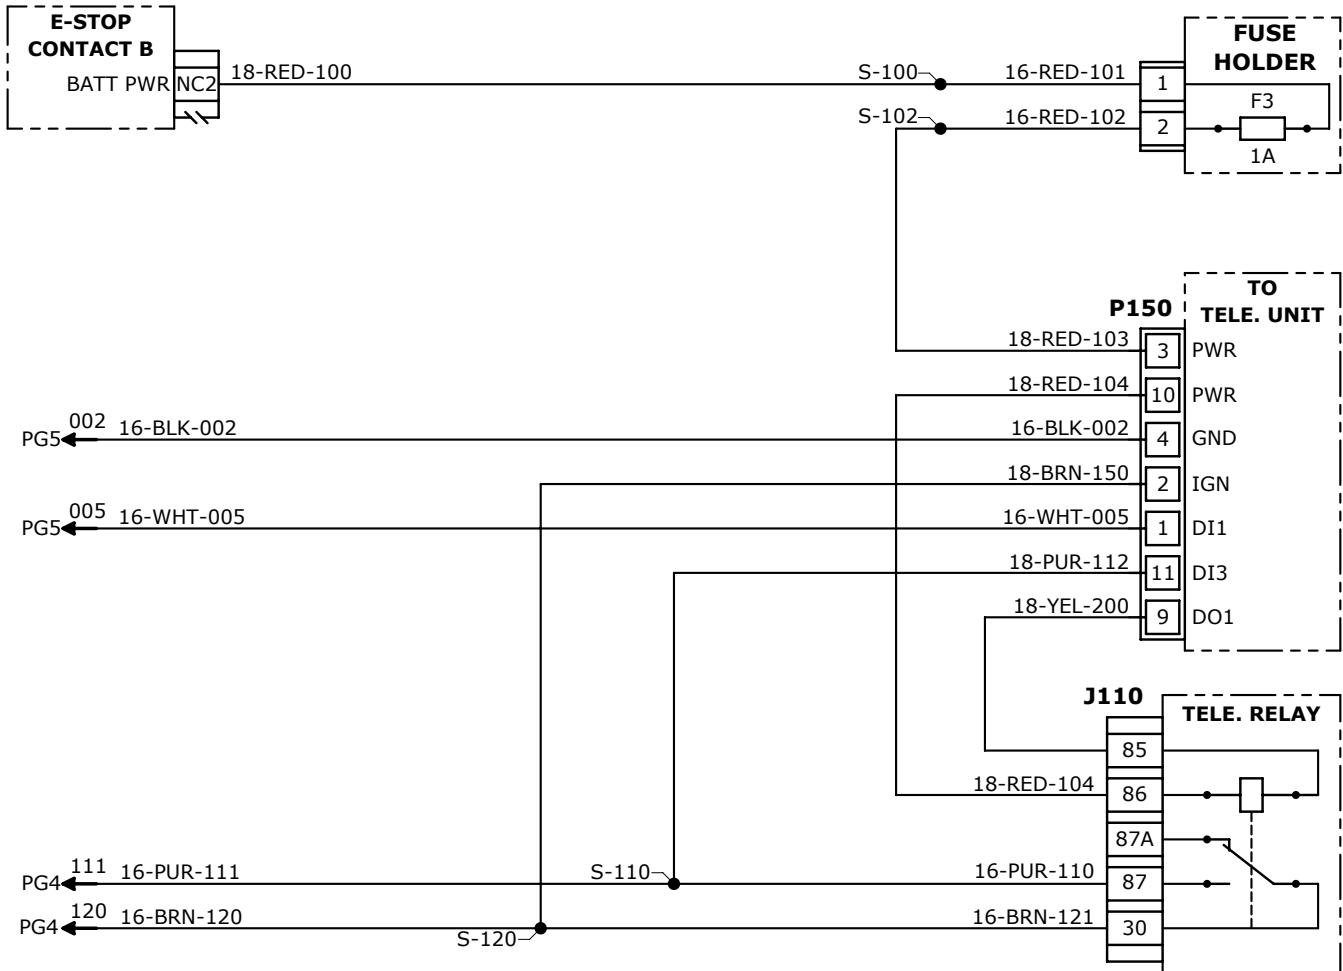 E-STOP
CONTACT B
BATT PWR NC2
18-RED-100
S-100
16-RED-101
1
FUSE
HOLDER
F3
1A
S-102
16-RED-102
2
P150
TO
TELE. UNIT
18-RED-103 3 PWR
18-RED-104 10 PWR
PG5 002 16-BLK-002 16-BLK-002 4 GND
18-BRN-150 2 IGN
PG5 005 16-WHT-005 16-WHT-005 1 DI1
18-PUR-112 11 DI3
18-YEL-200 9 DO1
J110
TELE. RELAY
85
18-RED-104 86
87A
PG4 111 16-PUR-111 S-110 16-PUR-110 87
PG4 120 16-BRN-120 S-120 16-BRN-121 30